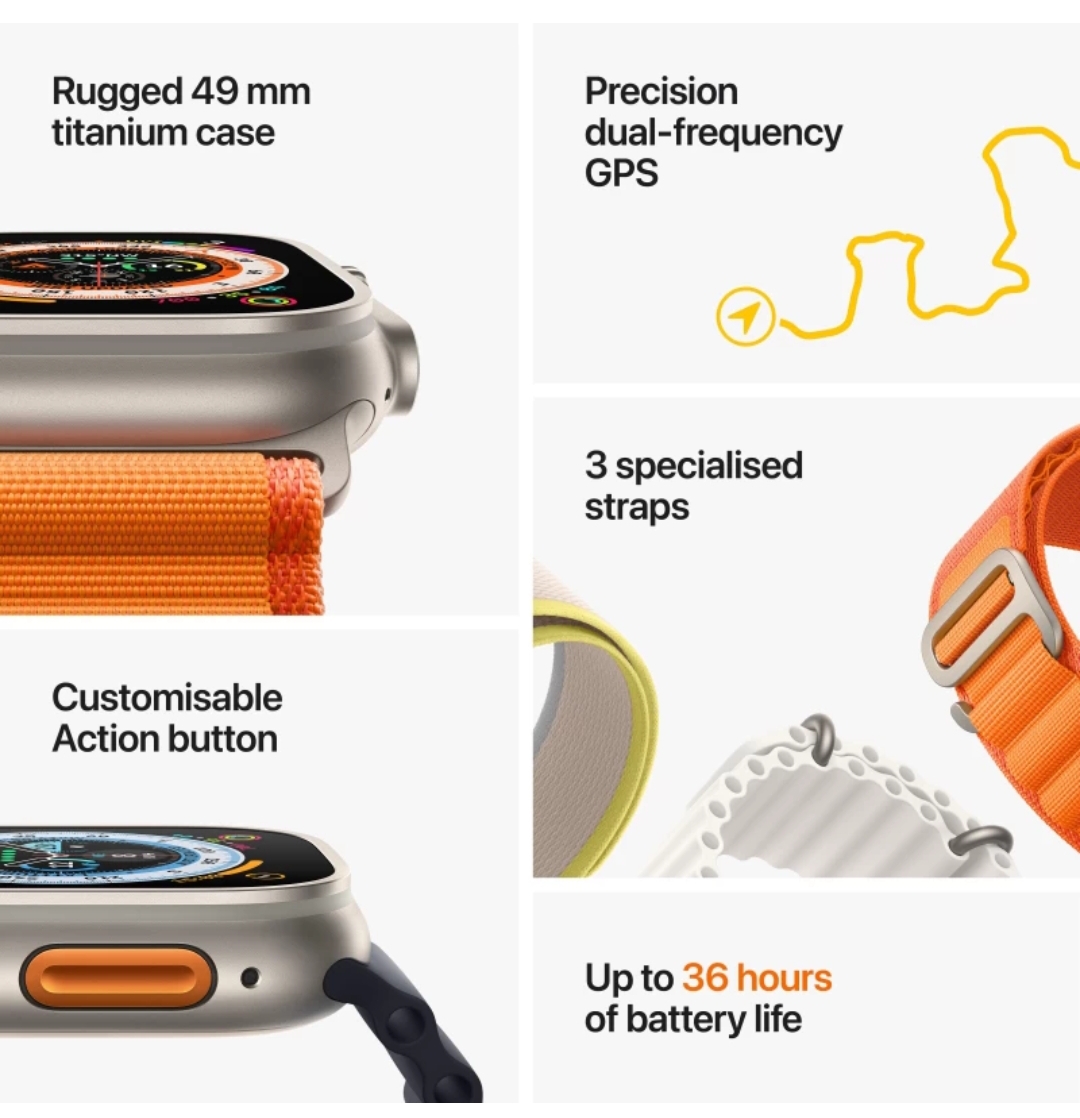 Rugged 49 mm
titanium case
Precision
dual-frequency
GPS
3 specialised
straps
Customisable
Action button
Up to 36 hours
of battery life